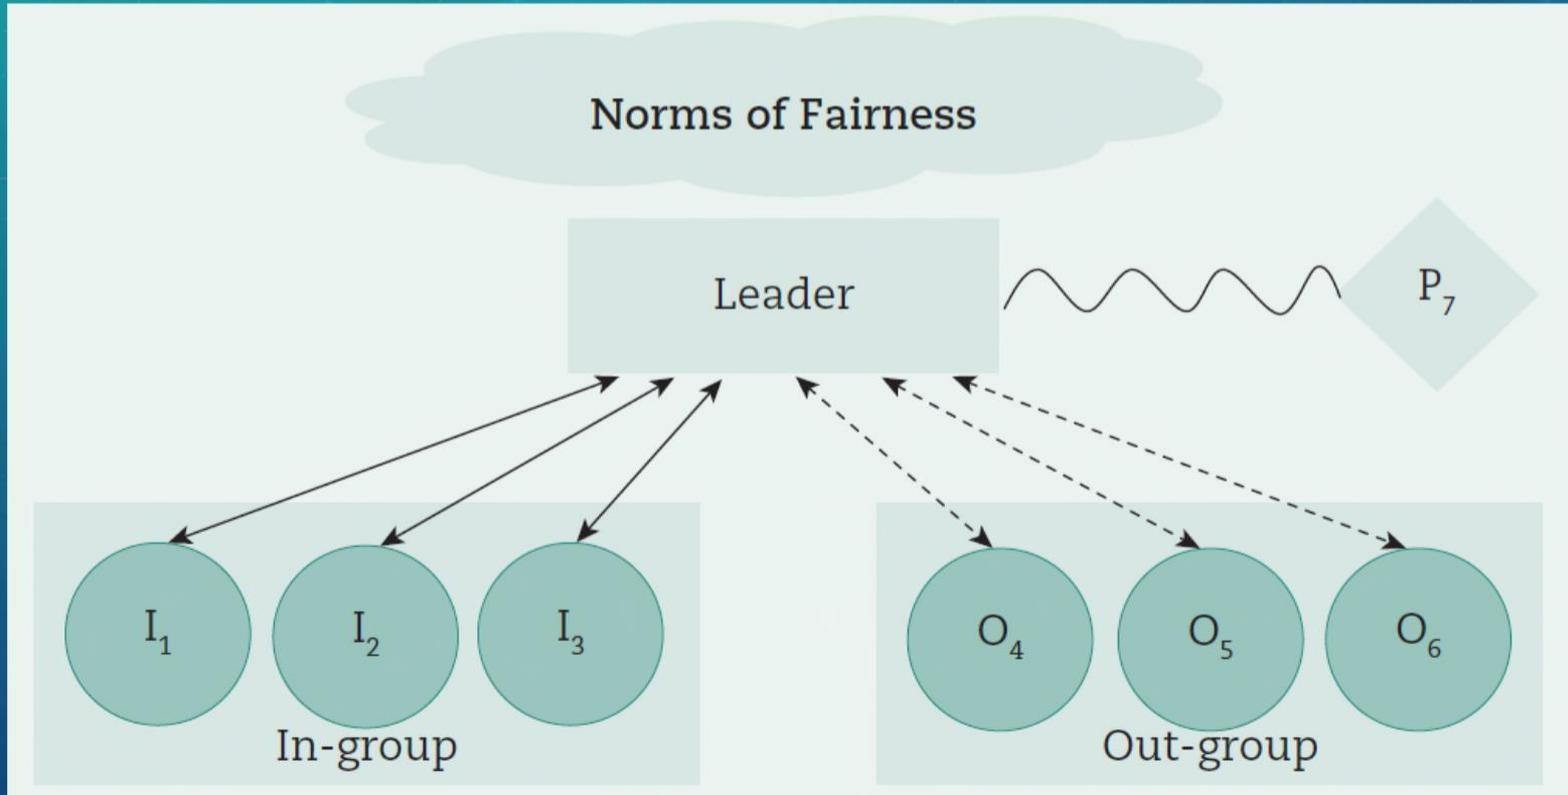 Norms of Fairness
Leader
P₇
I₁
I₂
I₃
O₄
O₅
O₆
In-group
Out-group